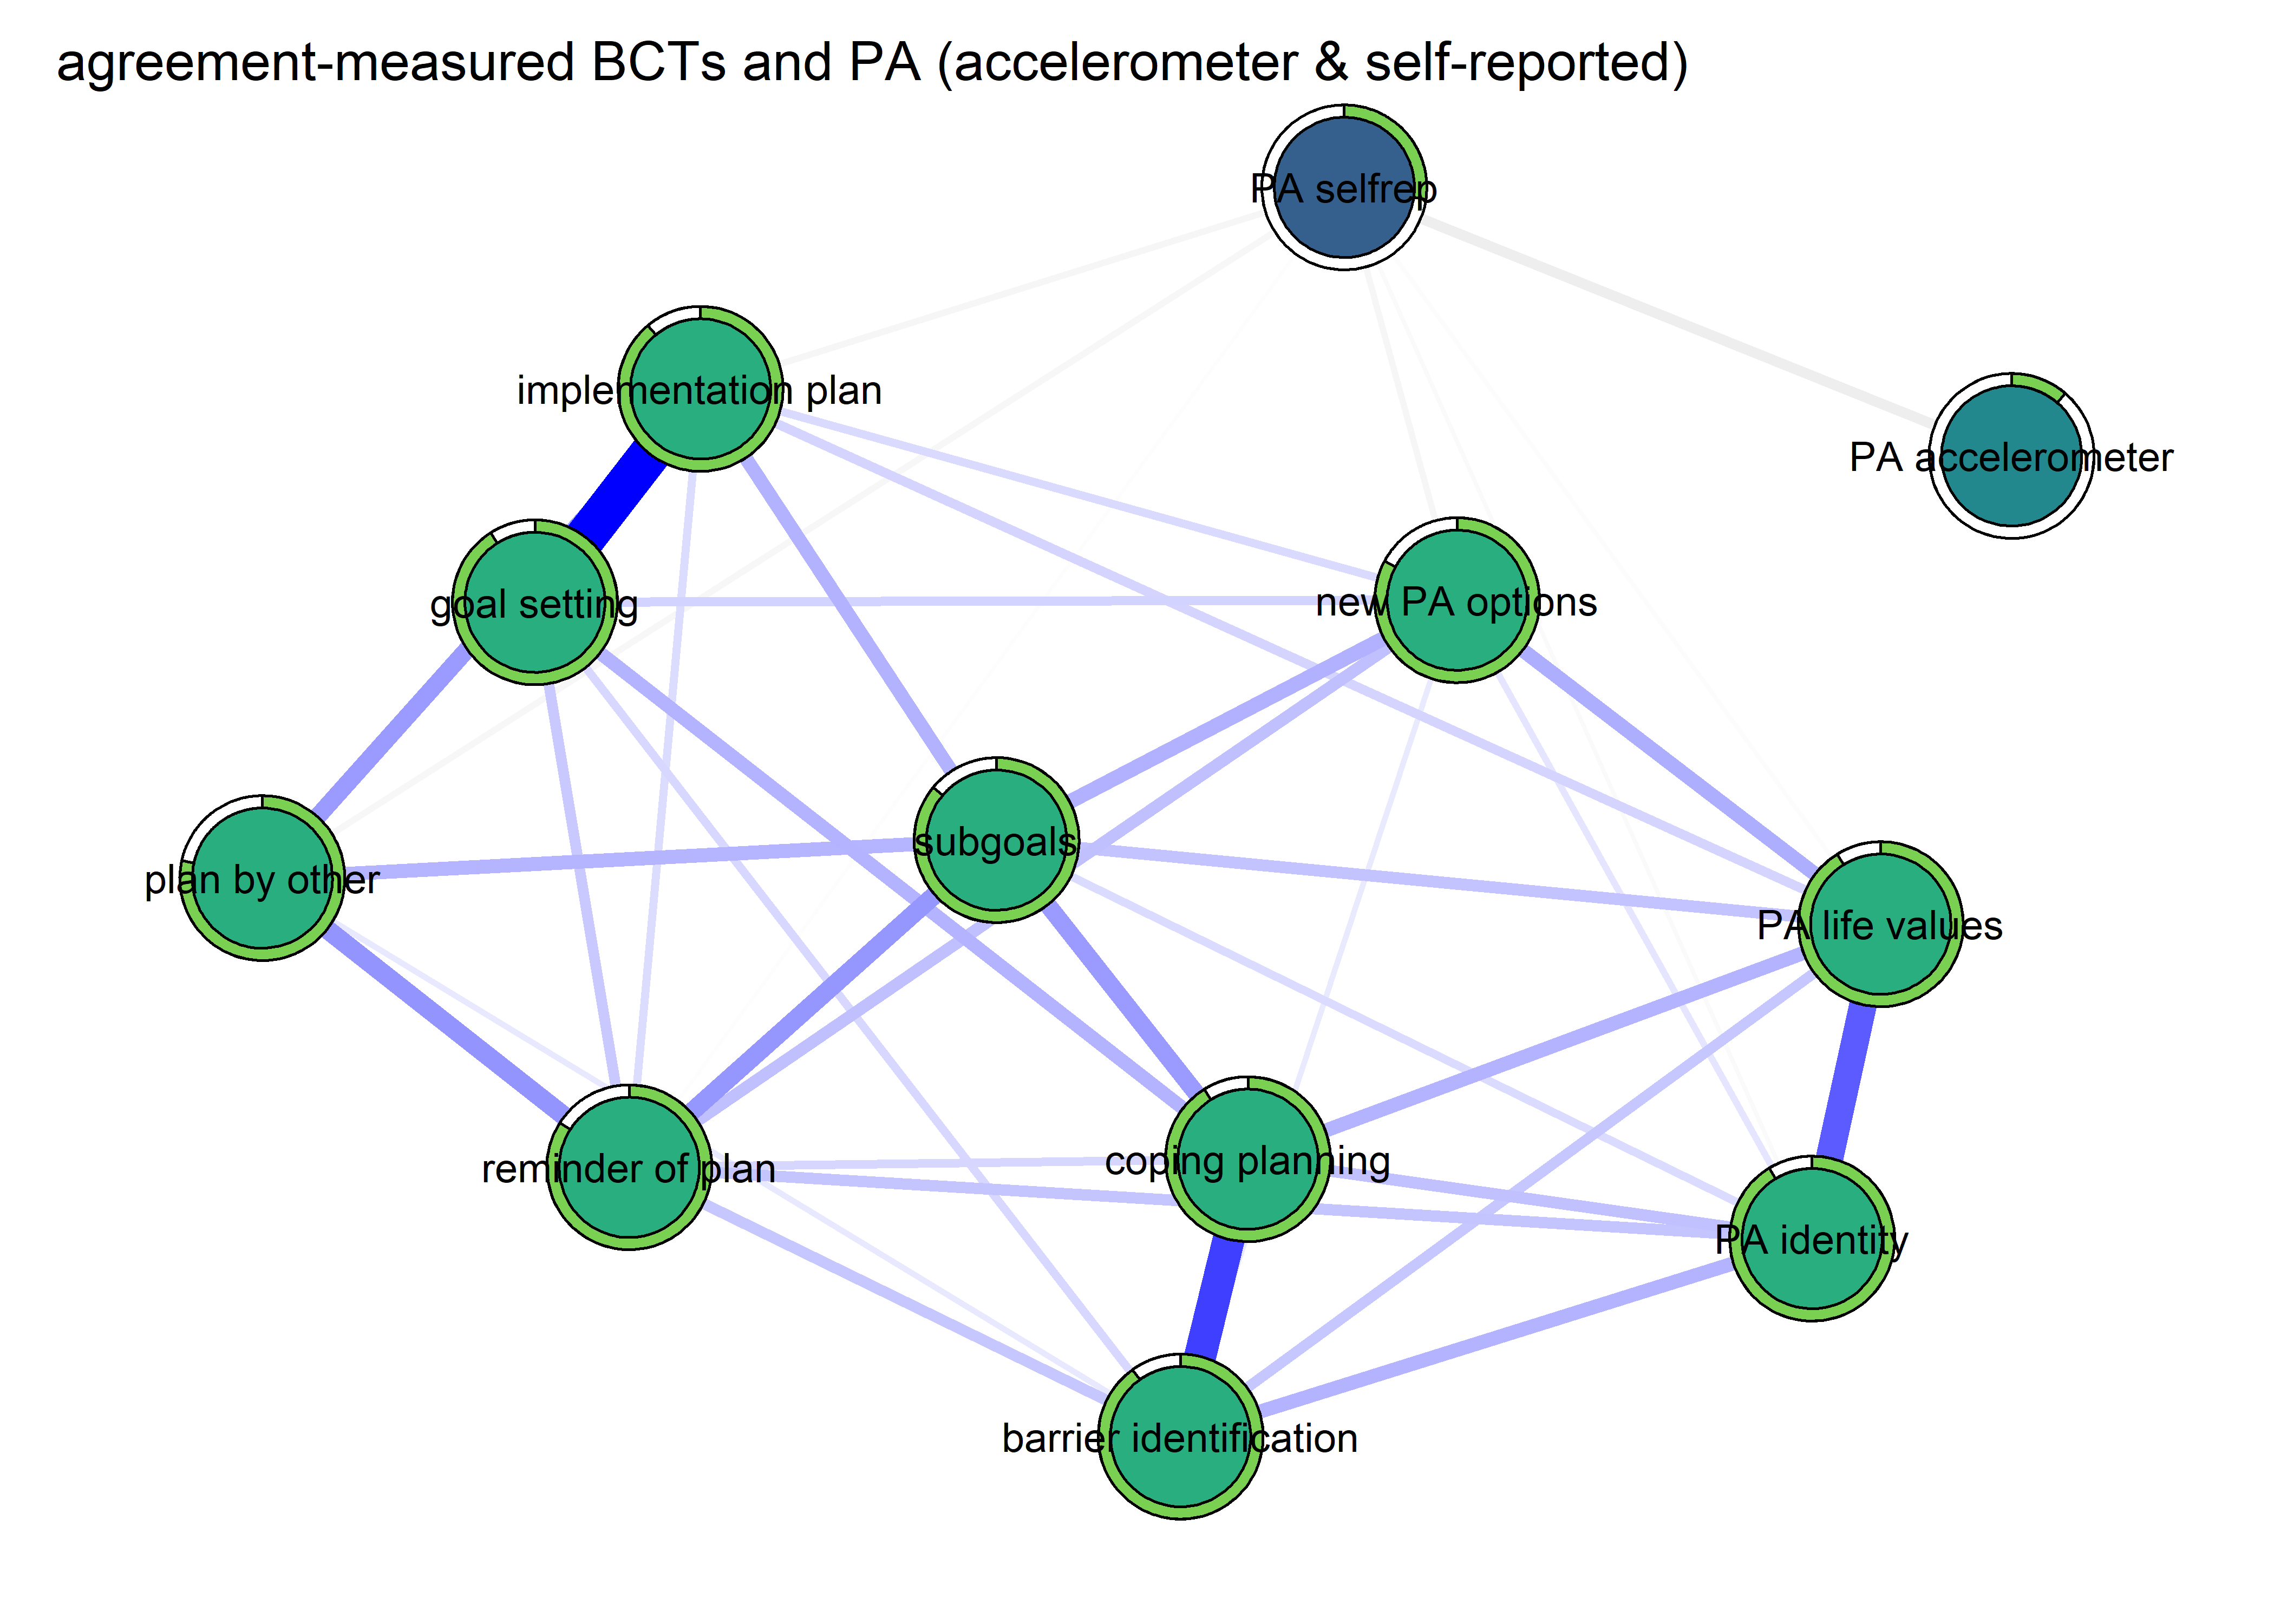 agreement-measured BCTs and PA (accelerometer & self-reported)
PA selfrep
implementation plan
PA accelerometer
goal setting
new PA options
subgoals
plan by other
PA life values
reminder of plan
coping planning
PA identity
barrier identification